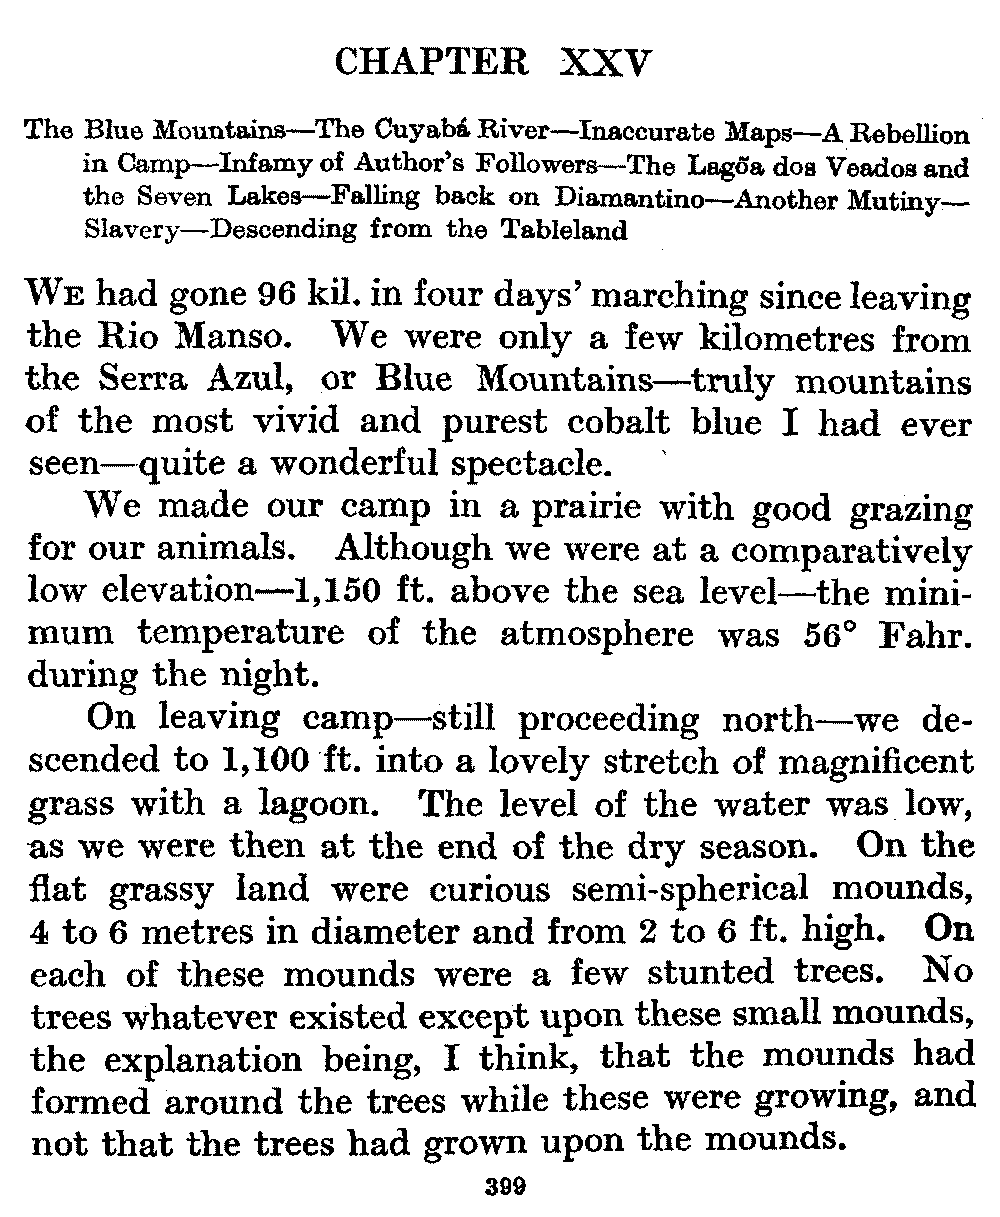 CHAPTER XXV
The Blue Mountains—The Cuyabá River—Inaccurate Maps—A Rebellion
in Camp—Infamy of Author's Followers—The Lagõa dos Veados and
the Seven Lakes—Falling back on Diamantino—Another Mutiny—
Slavery—Descending from the Tableland
WE had gone 96 kil. in four days' marching since leaving
the Rio Manso. We were only a few kilometres from
the Serra Azul, or Blue Mountains—truly mountains
of the most vivid and purest cobalt blue I had ever
seen—quite a wonderful spectacle.
We made our camp in a prairie with good grazing
for our animals. Although we were at a comparatively
low elevation—1,150 ft. above the sea level—the mini-
mum temperature of the atmosphere was 56° Fahr.
during the night.
On leaving camp—still proceeding north—we de-
scended to 1,100 ft. into a lovely stretch of magnificent
grass with a lagoon. The level of the water was low,
as we were then at the end of the dry season. On the
flat grassy land were curious semi-spherical mounds,
4 to 6 metres in diameter and from 2 to 6 ft. high. On
each of these mounds were a few stunted trees. No
trees whatever existed except upon these small mounds,
the explanation being, I think, that the mounds had
formed around the trees while these were growing, and
not that the trees had grown upon the mounds.
399